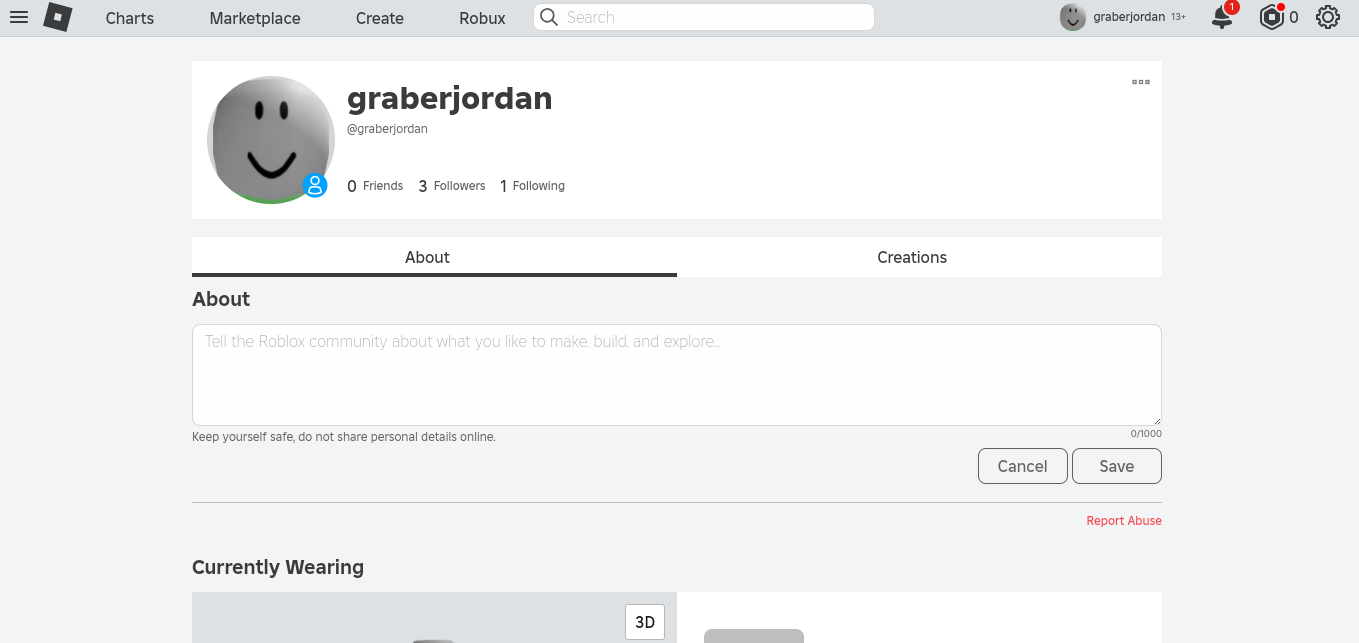 Charts Marketplace Create Robux Search graberjordan 13+ 1 0
graberjordan
@graberjordan
0 Friends 3 Followers 1 Following
About Creations
About
Tell the Roblox community about what you like to make, build, and explore...
Keep yourself safe, do not share personal details online. 0/1000
Cancel Save
Report Abuse
Currently Wearing
3D